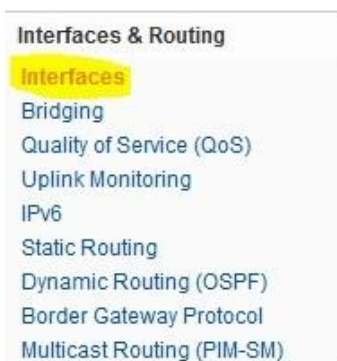 Interfaces & Routing
Interfaces
Bridging
Quality of Service (QoS)
Uplink Monitoring
IPv6
Static Routing
Dynamic Routing (OSPF)
Border Gateway Protocol
Multicast Routing (PIM-SM)